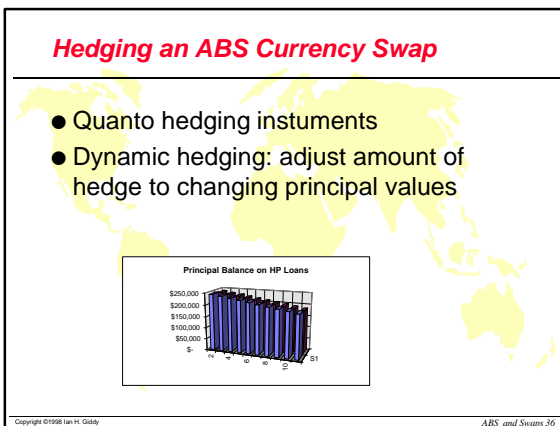 Hedging an ABS Currency Swap
● Quanto hedging instuments
● Dynamic hedging: adjust amount of
hedge to changing principal values
Principal Balance on HP Loans
$250,000
$200,000
$150,000
$100,000
$50,000
$-
2
4
6
8
10
S1
Copyright ©1998 Ian H. Giddy
ABS and Swaps 36